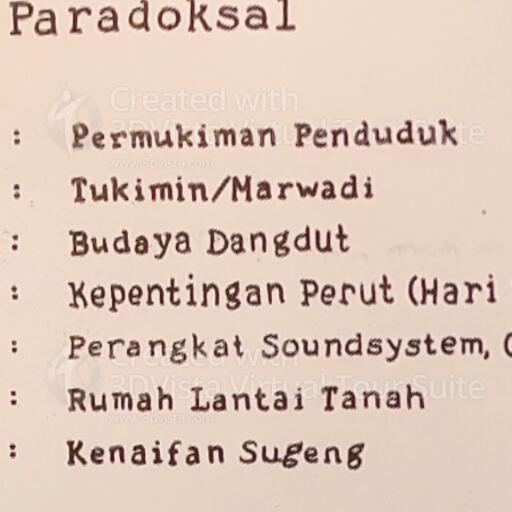 Paradoksal
: Permukiman Penduduk
: Tukimin/Marwadi
: Budaya Dangdut
: Kepentingan Perut (Hari
: Perangkat Soundsystem,
: Rumah Lantai Tanah
: Kenaifan Sugeng
Created with
3DVista Virtual Tour Suite
www.3dvista.com
Created with
3DVista Virtual Tour Suite
www.3dvista.com